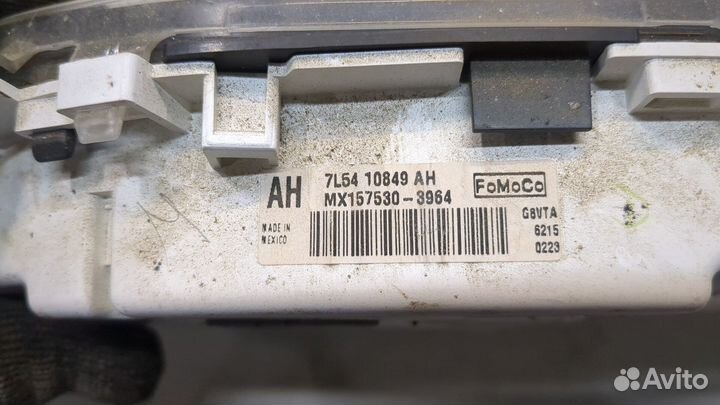 AH
7L54 10849 AH
MX157530-3964
FoMoCo
MADE IN
MEXICO
G8VTA
6215
0223
Avito